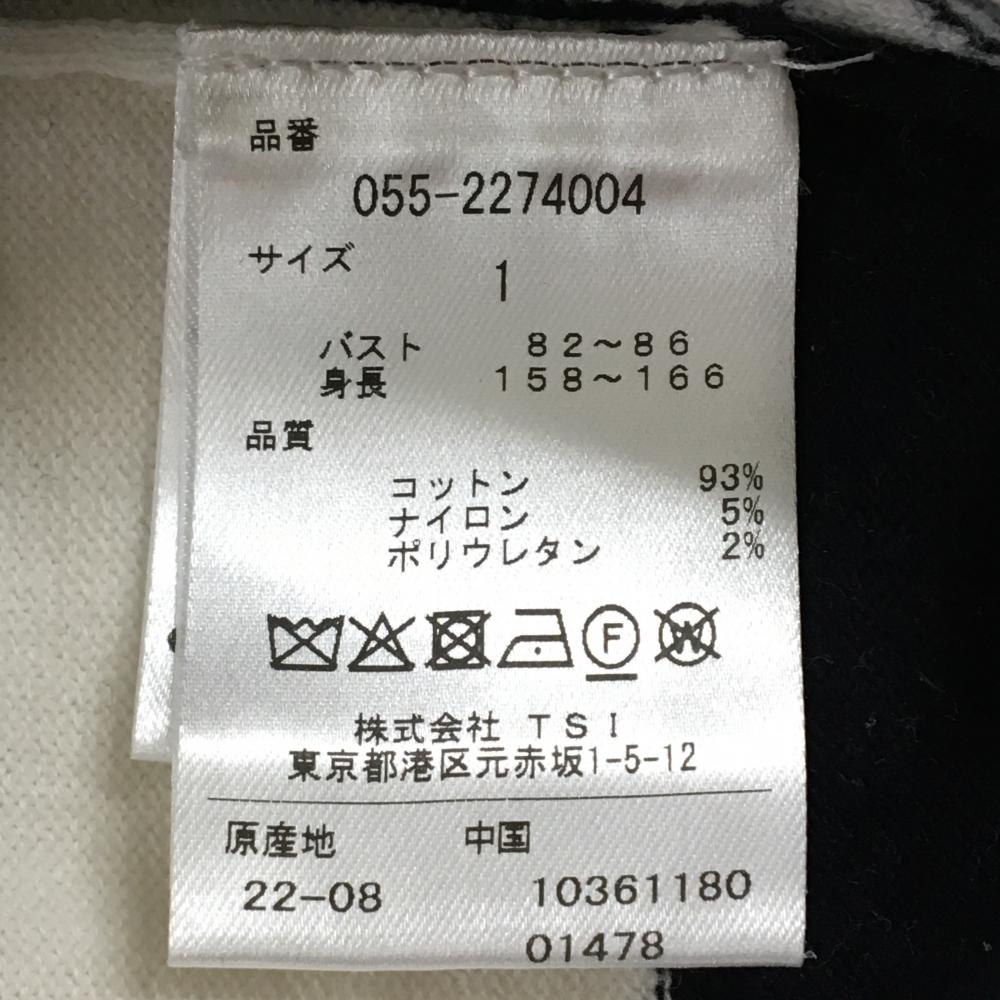 品番
055-2274004
サイズ 1
バスト 82～86
身長 158～166
品質
コットン 93%
ナイロン 5%
ポリウレタン 2%
F W
株式会社 TSI
東京都港区元赤坂1-5-12
原産地 中国
22-08 10361180
01478